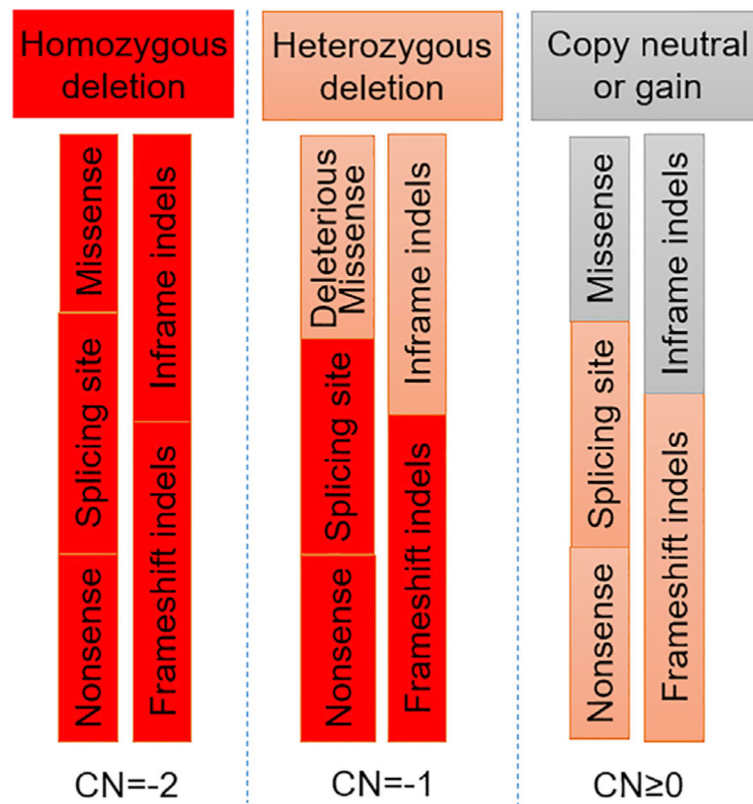 Homozygous
deletion
Missense
Splicing site
Nonsense
Inframe indels
Frameshift indels
CN=-2
Heterozygous
deletion
Deleterious
Missense
Splicing site
Nonsense
Inframe indels
Frameshift indels
CN=-1
Copy neutral
or gain
Missense
Splicing site
Nonsense
Inframe indels
Frameshift indels
CN≥0